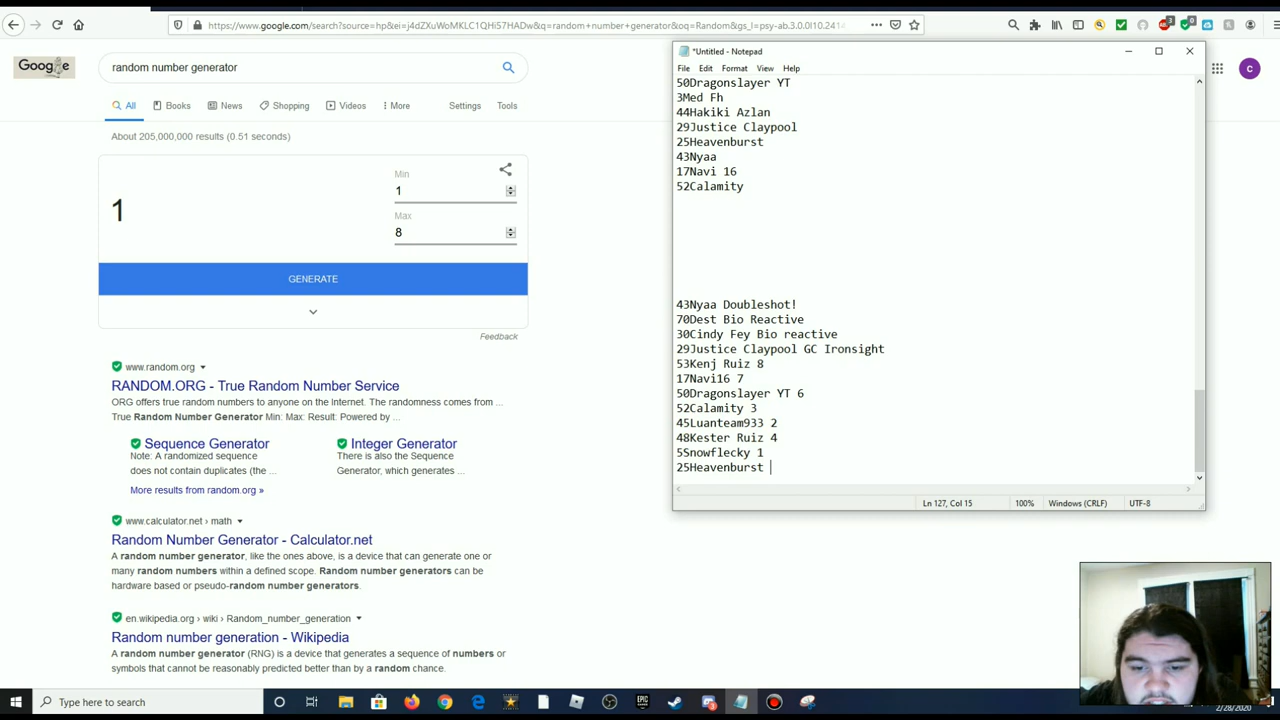 https://www.google.com/search?source=hp&ei=j4dZXuWoMKLC1QHi57HADw&q=random+number+generator&oq=Random&gs_l=psy-ab.3.0.0l10.2414
Google
random number generator
All
Books
News
Shopping
Videos
More
Settings
Tools
About 205,000,000 results (0.51 seconds)
1
Min
1
Max
8
GENERATE
Feedback
www.random.org
RANDOM.ORG - True Random Number Service
ORG offers true random numbers to anyone on the Internet. The randomness comes from ...
True Random Number Generator Min: Max: Result: Powered by ...
Sequence Generator
Note: A randomized sequence
does not contain duplicates (the ...
Integer Generator
There is also the Sequence
Generator, which generates ...
More results from random.org »
www.calculator.net › math
Random Number Generator - Calculator.net
A random number generator, like the ones above, is a device that can generate one or
many random numbers within a defined scope. Random number generators can be
hardware based or pseudo-random number generators.
en.wikipedia.org › wiki › Random_number_generation
Random number generation - Wikipedia
A random number generator (RNG) is a device that generates a sequence of numbers or
symbols that cannot be reasonably predicted better than by a random chance.
*Untitled - Notepad
File Edit Format View Help
50Dragonslayer YT
3Med Fh
44Hakiki Azlan
29Justice Claypool
25Heavenburst
43Nyaa
17Navi 16
52Calamity
43Nyaa Doubleshot!
70Dest Bio Reactive
30Cindy Fey Bio reactive
29Justice Claypool GC Ironsight
53Kenj Ruiz 8
17Navi16 7
50Dragonslayer YT 6
52Calamity 3
45Luanteam933 2
48Kester Ruiz 4
5Snowflecky 1
25Heavenburst
Ln 127, Col 15
100%
Windows (CRLF)
UTF-8
C
Type here to search
EPIC
2/28/2020